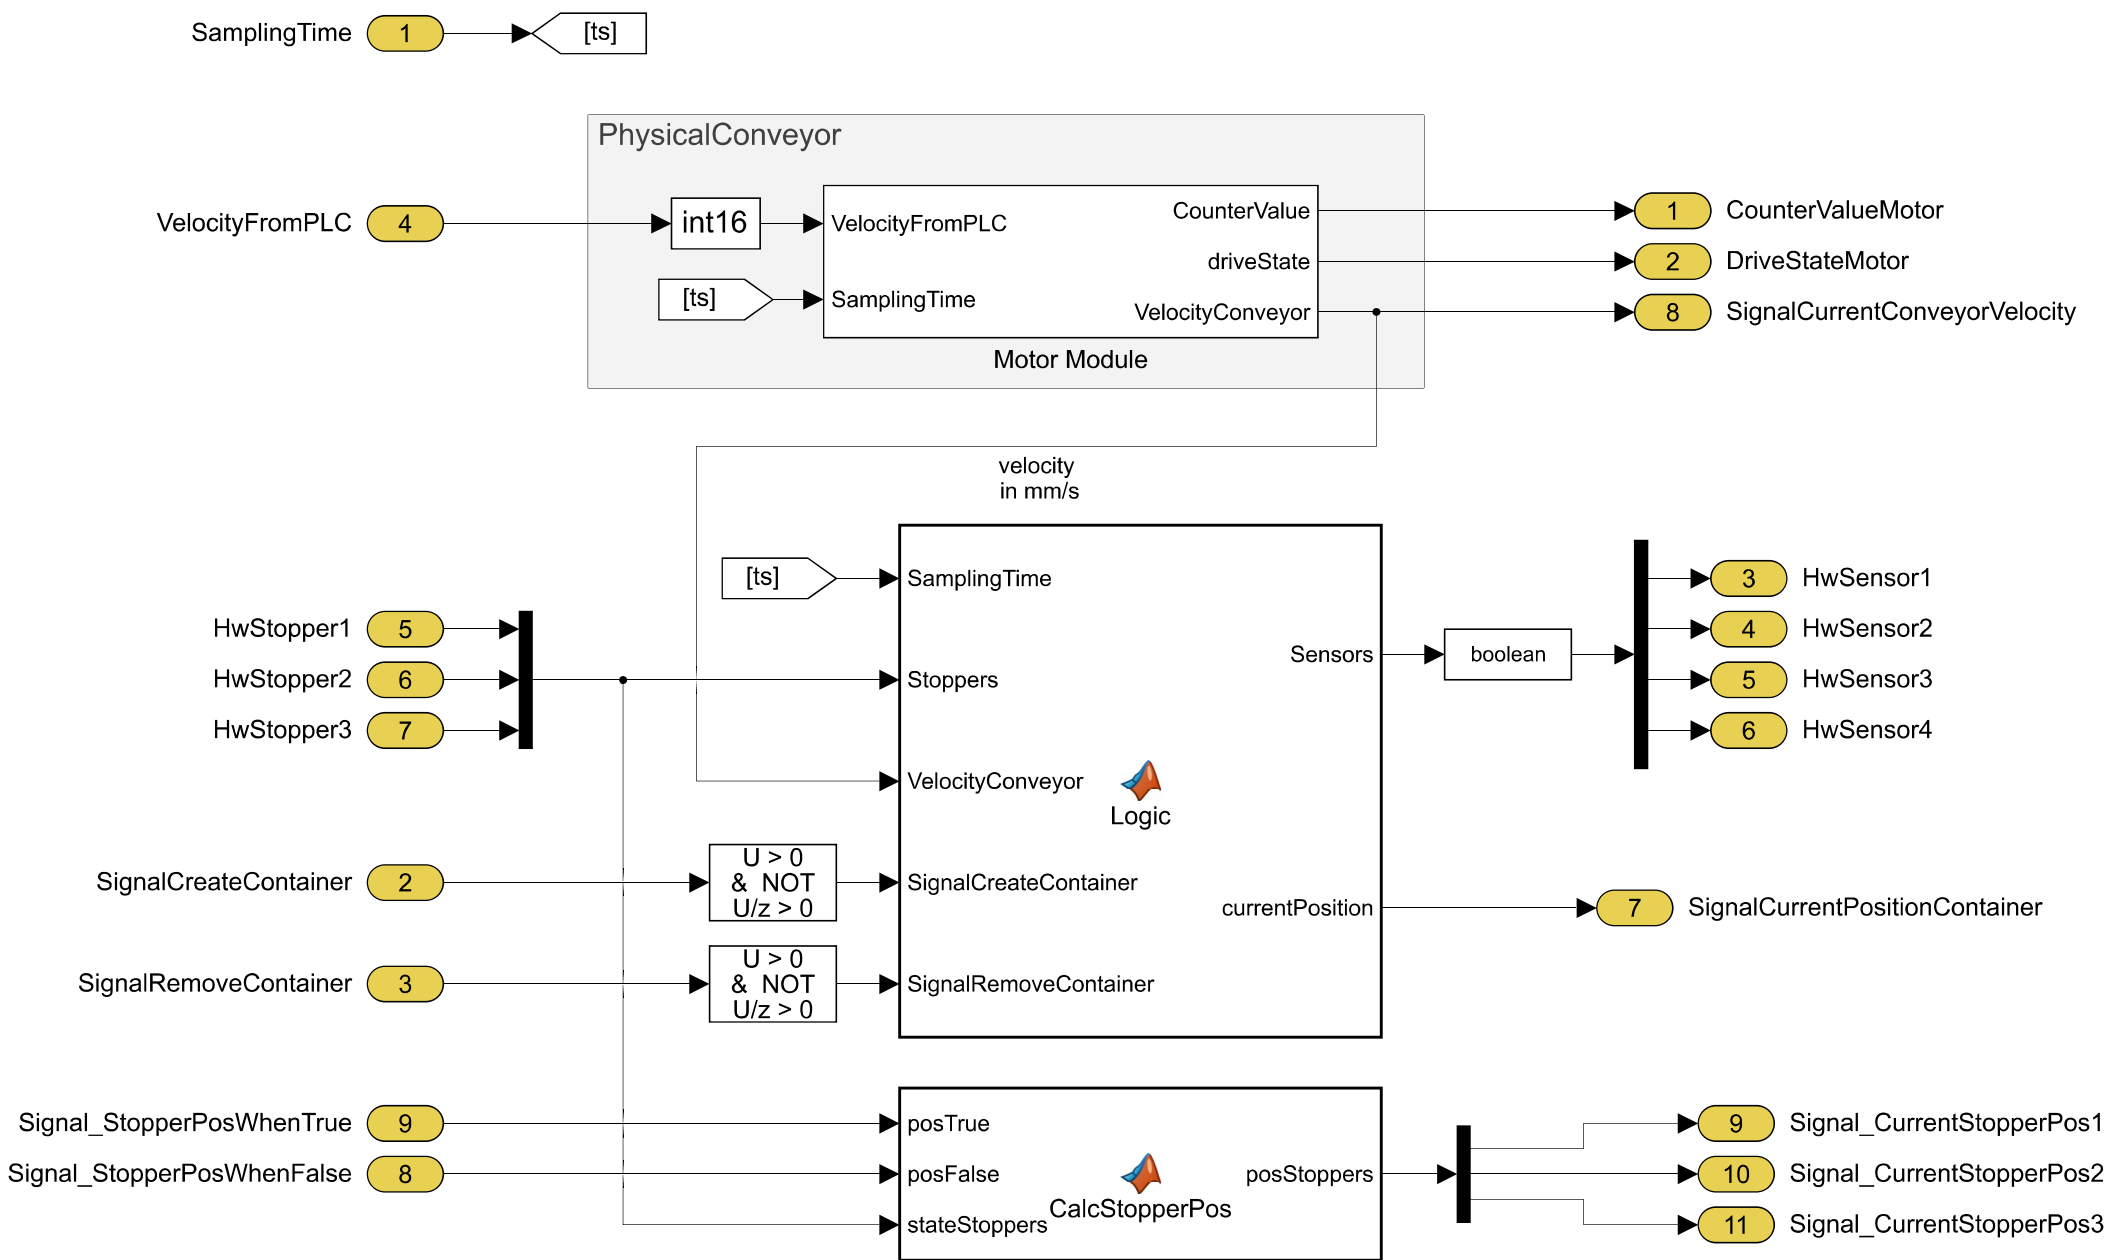 SamplingTime 1 [ts]
PhysicalConveyor
VelocityFromPLC 4 int16 VelocityFromPLC
[ts] SamplingTime
CounterValue 1 CounterValueMotor
driveState 2 DriveStateMotor
VelocityConveyor 8 SignalCurrentConveyorVelocity
Motor Module
velocity
in mm/s
[ts] SamplingTime
HwStopper1 5
HwStopper2 6 Stoppers
HwStopper3 7
VelocityConveyor
Logic
Sensors boolean
3 HwSensor1
4 HwSensor2
5 HwSensor3
6 HwSensor4
SignalCreateContainer 2
U > 0
& NOT
U/z > 0
SignalCreateContainer
currentPosition 7 SignalCurrentPositionContainer
SignalRemoveContainer 3
U > 0
& NOT
U/z > 0
SignalRemoveContainer
Signal_StopperPosWhenTrue 9 posTrue
Signal_StopperPosWhenFalse 8 posFalse
stateStoppers
CalcStopperPos
posStoppers
9 Signal_CurrentStopperPos1
10 Signal_CurrentStopperPos2
11 Signal_CurrentStopperPos3